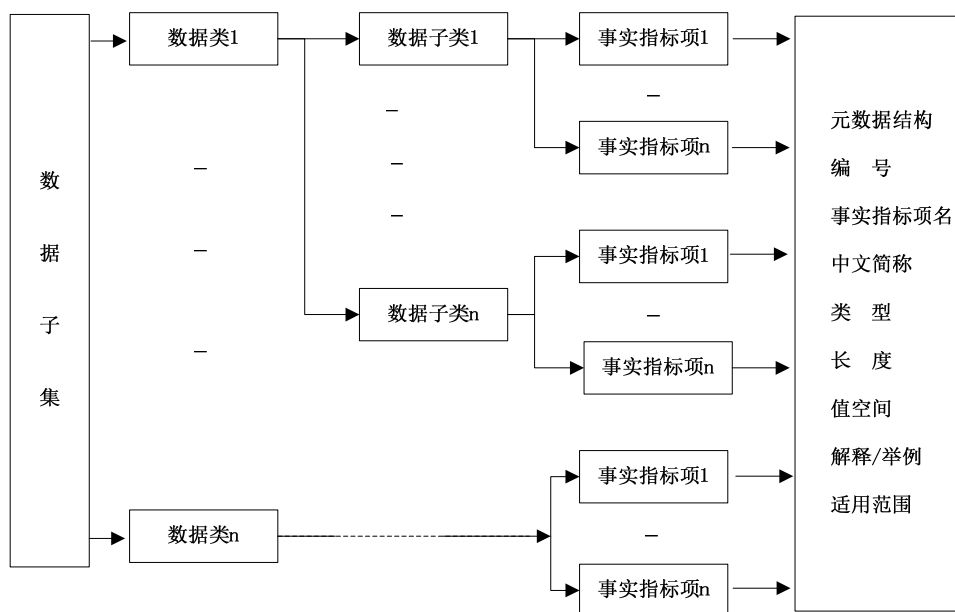 数据子集
数据类1
数据子类1
事实指标项1
事实指标项n
数据子类n
事实指标项1
事实指标项n
数据类n
事实指标项1
事实指标项n
元数据结构
编 号
事实指标项名
中文简称
类 型
长 度
值空间
解释/举例
适用范围